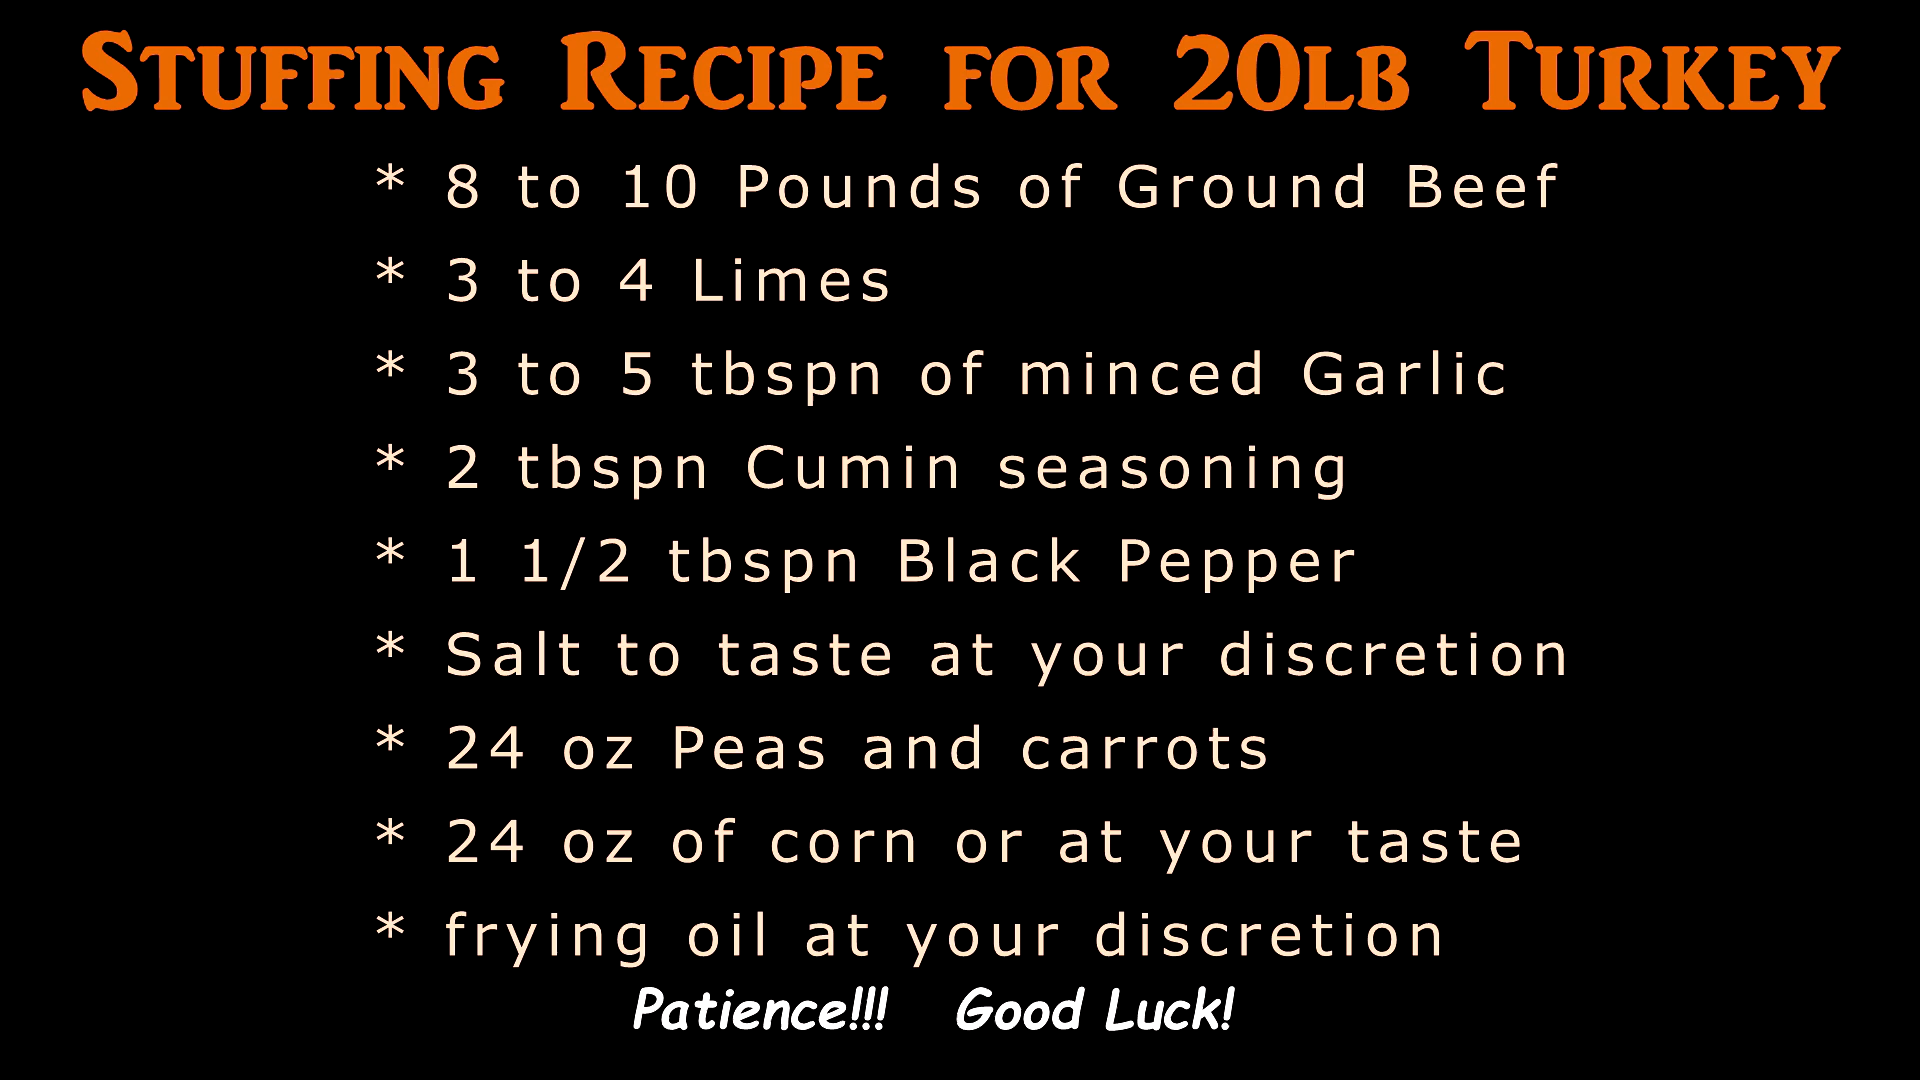 Stuffing Recipe for 20lb Turkey
* 8 to 10 Pounds of Ground Beef
* 3 to 4 Limes
* 3 to 5 tbspn of minced Garlic
* 2 tbspn Cumin seasoning
* 1 1/2 tbspn Black Pepper
* Salt to taste at your discretion
* 24 oz Peas and carrots
* 24 oz of corn or at your taste
* frying oil at your discretion
Patience!!! Good Luck!